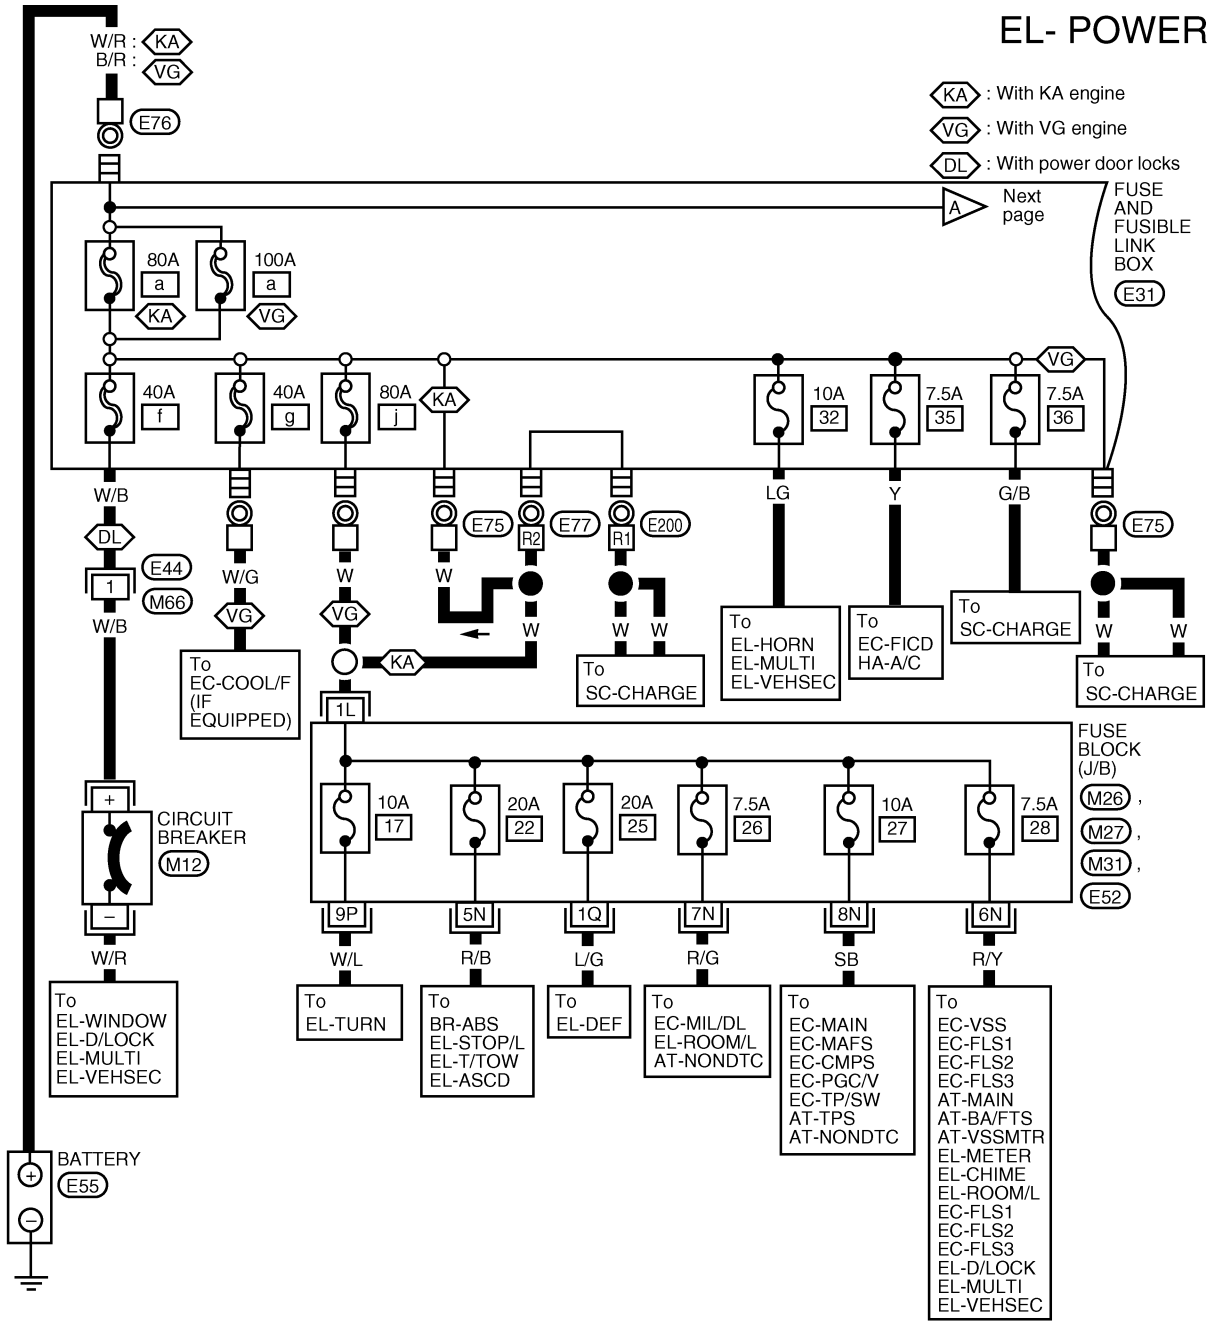 EL- POWER
W/R : KA
B/R : VG
E76
KA : With KA engine
VG : With VG engine
DL : With power door locks
A
Next
page
FUSE
AND
FUSIBLE
LINK
BOX
E31
80A
a
KA
100A
a
VG
VG
40A
f
40A
g
80A
j
KA
10A
32
7.5A
35
7.5A
36
W/B
DL
1
E44
M66
W/B
W/G
VG
To
EC-COOL/F
(IF
EQUIPPED)
W
VG
KA
1L
E75
W
R2
E77
W
R1
E200
W
W
To
SC-CHARGE
LG
To
EL-HORN
EL-MULTI
EL-VEHSEC
Y
To
EC-FICD
HA-A/C
G/B
To
SC-CHARGE
E75
W
W
To
SC-CHARGE
FUSE
BLOCK
(J/B)
M26 ,
M27 ,
M31 ,
E52
+
CIRCUIT
BREAKER
M12
–
W/R
To
EL-WINDOW
EL-D/LOCK
EL-MULTI
EL-VEHSEC
10A
17
20A
22
20A
25
7.5A
26
10A
27
7.5A
28
9P
5N
1Q
7N
8N
6N
W/L
R/B
L/G
R/G
SB
R/Y
To
EL-TURN
To
BR-ABS
EL-STOP/L
EL-T/TOW
EL-ASCD
To
EL-DEF
To
EC-MIL/DL
EL-ROOM/L
AT-NONDTC
To
EC-MAIN
EC-MAFS
EC-CMPS
EC-PGC/V
EC-TP/SW
AT-TPS
AT-NONDTC
To
EC-VSS
EC-FLS1
EC-FLS2
EC-FLS3
AT-MAIN
AT-BA/FTS
AT-VSSMTR
EL-METER
EL-CHIME
EL-ROOM/L
EC-FLS1
EC-FLS2
EC-FLS3
EL-D/LOCK
EL-MULTI
EL-VEHSEC
BATTERY
E55
+
–